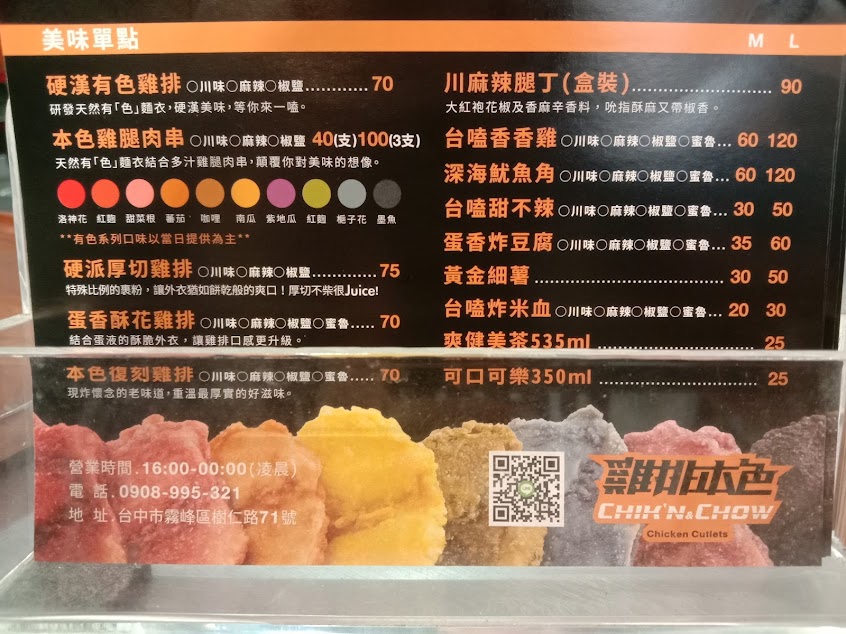 美味單點 M L
硬漢有色雞排 ○川味○麻辣○椒鹽............70
研發天然有「色」麵衣,硬漢美味,等你來一嗑。
本色雞腿肉串 ○川味○麻辣○椒鹽 40(支)100(3支)
天然有「色」麵衣結合多汁雞腿肉串,顛覆你對美味的想像。
洛神花 紅麴 甜菜根 蕃茄 咖哩 南瓜 紫地瓜 紅麴 梔子花 墨魚
**有色系列口味以當日提供為主**
硬派厚切雞排 ○川味○麻辣○椒鹽.............75
特殊比例的裹粉,讓外衣猶如餅乾般的爽口!厚切不柴很Juice!
蛋香酥花雞排 ○川味○麻辣○椒鹽○蜜魯..... 70
結合蛋液的酥脆外衣,讓雞排口感更升級。
本色復刻雞排 ○川味○麻辣○椒鹽○蜜魯..... 70
現炸懷念的老味道,重溫最厚實的好滋味。
川麻辣腿丁(盒裝)............................ 90
大紅袍花椒及香麻辛香料,吮指酥麻又帶椒香。
台嗑香香雞 ○川味○麻辣○椒鹽○蜜魯... 60 120
深海魷魚角 ○川味○麻辣○椒鹽○蜜魯... 60 120
台嗑甜不辣 ○川味○麻辣○椒鹽○蜜魯... 30 50
蛋香炸豆腐 ○川味○麻辣○椒鹽○蜜魯... 35 60
黃金細薯 ..................................... 30 50
台嗑炸米血 ○川味○麻辣○椒鹽○蜜魯... 20 30
爽健美茶535ml ................................ 25
可口可樂350ml ................................ 25
營業時間.16:00-00:00(凌晨)
電 話.0908-995-321
地 址.台中市霧峰區樹仁路71號
雞排本色
CHIK'N&CHOW
Chicken Cutlets